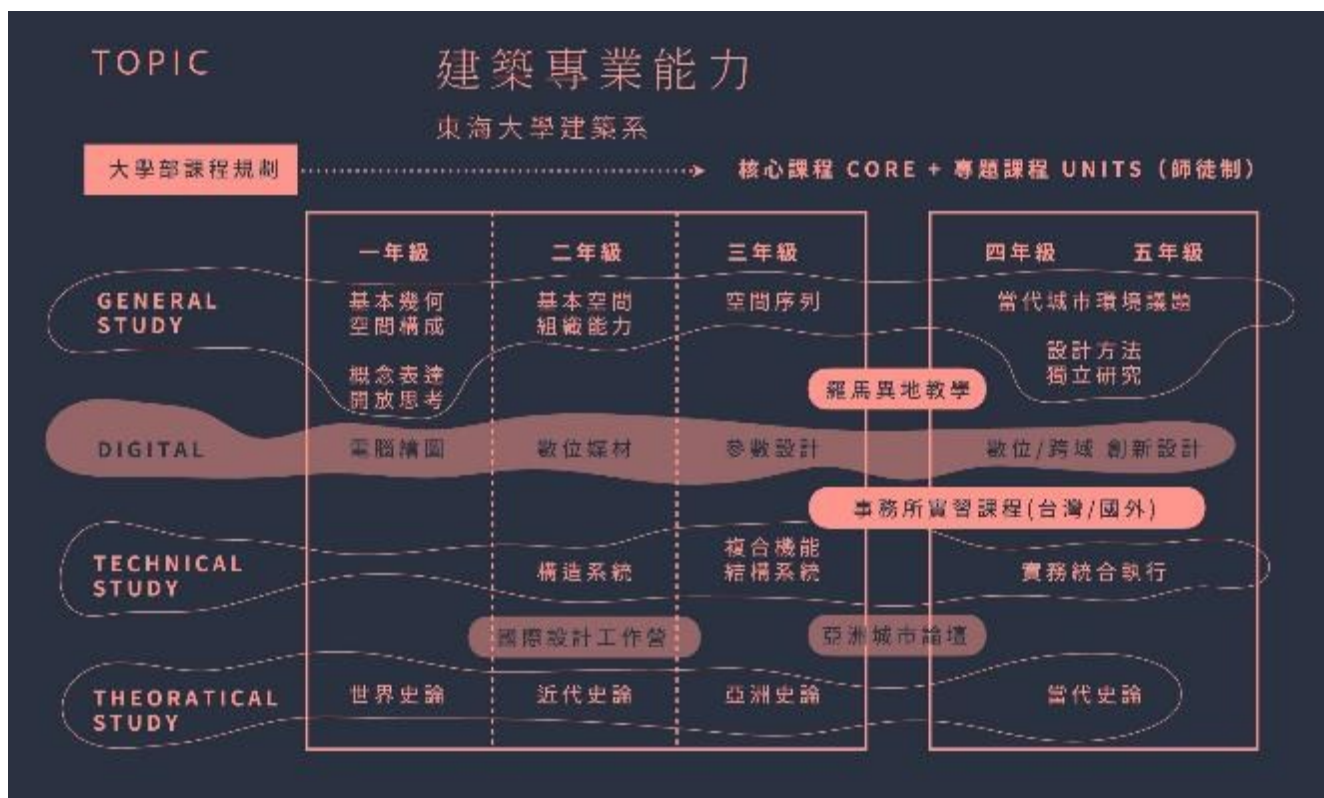 TOPIC
建築專業能力
東海大學建築系
大學部課程規劃
核心課程 CORE + 專題課程 UNITS (師徒制)
一年級
二年級
三年級
四年級
五年級
GENERAL
STUDY
基本幾何
空間構成
概念表達
開放思考
基本空間
組織能力
空間序列
當代城市環境議題
設計方法
獨立研究
羅馬異地教學
DIGITAL
電腦繪圖
數位媒材
參數設計
數位/跨域 創新設計
事務所實習課程(台灣/國外)
TECHNICAL
STUDY
構造系統
複合機能
結構系統
實務統合執行
國際設計工作營
亞洲城市論壇
THEORATICAL
STUDY
世界史論
近代史論
亞洲史論
當代史論